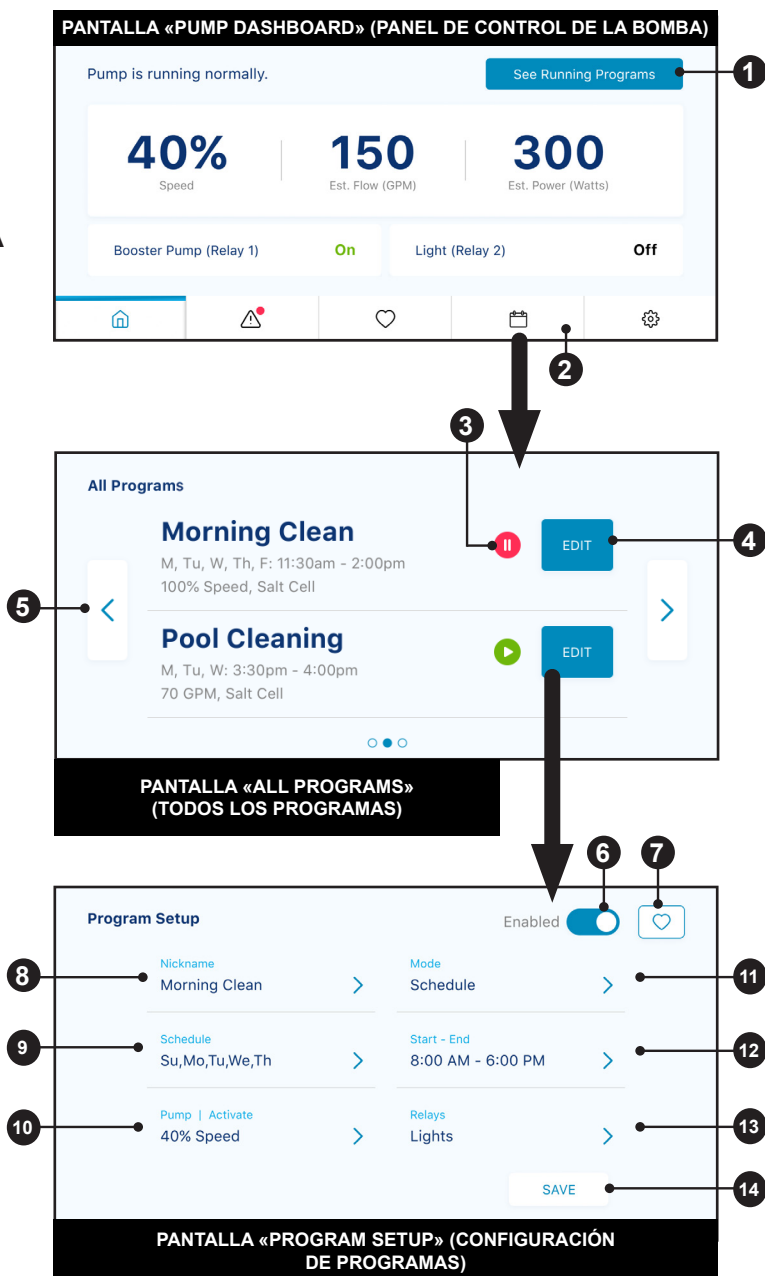 PANTALLA «PUMP DASHBOARD» (PANEL DE CONTROL DE LA BOMBA)
Pump is running normally.
See Running Programs
1
40%
150
300
Speed
Est. Flow (GPM)
Est. Power (Watts)
A
Booster Pump (Relay 1)
On
Light (Relay 2)
Off
2
3
All Programs
Morning Clean
M, Tu, W, Th, F: 11:30am - 2:00pm
100% Speed, Salt Cell
EDIT
4
5
Pool Cleaning
M, Tu, W: 3:30pm - 4:00pm
70 GPM, Salt Cell
EDIT
PANTALLA «ALL PROGRAMS»
(TODOS LOS PROGRAMAS)
6
7
Program Setup
Enabled
8
Nickname
Morning Clean
Mode
Schedule
11
9
Schedule
Su,Mo,Tu,We,Th
Start - End
8:00 AM - 6:00 PM
12
10
Pump | Activate
40% Speed
Relays
Lights
13
SAVE
14
PANTALLA «PROGRAM SETUP» (CONFIGURACIÓN
DE PROGRAMAS)